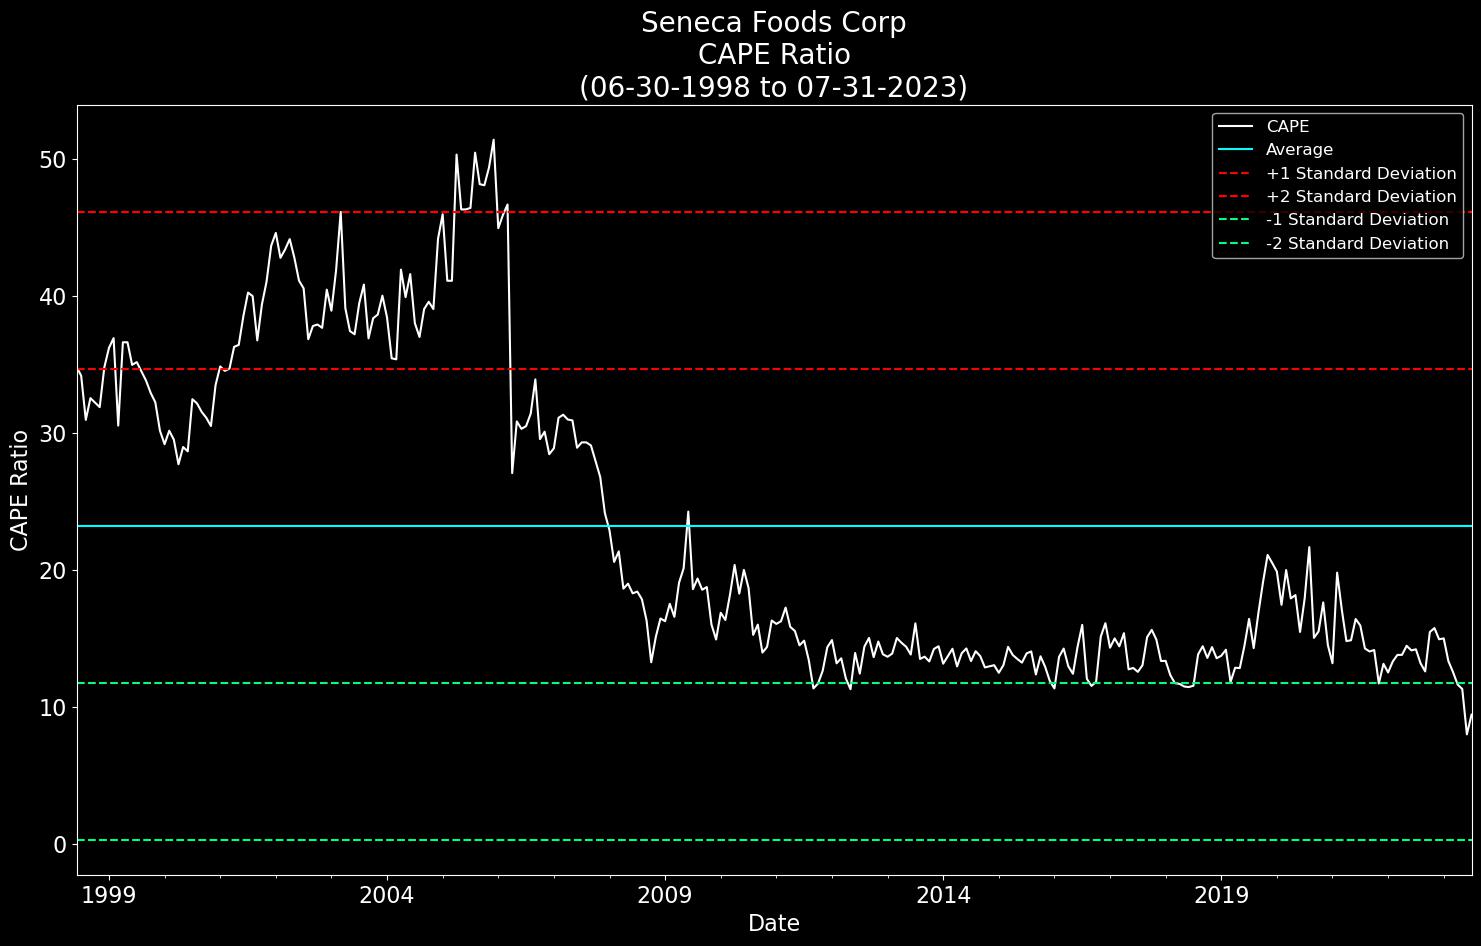 Seneca Foods Corp
CAPE Ratio
(06-30-1998 to 07-31-2023)
CAPE
Average
+1 Standard Deviation
+2 Standard Deviation
-1 Standard Deviation
-2 Standard Deviation
50
40
30
20
10
0
CAPE Ratio
1999 2004 2009 2014 2019
Date